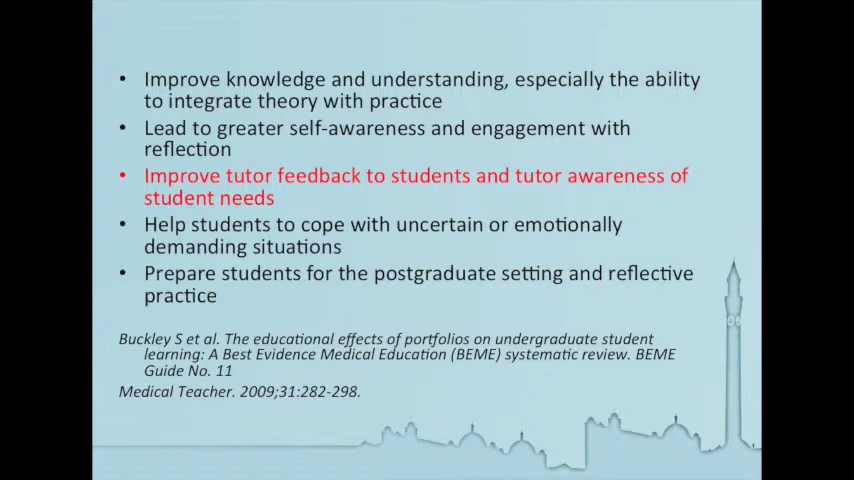 • Improve knowledge and understanding, especially the ability
to integrate theory with practice
• Lead to greater self-awareness and engagement with
reflection
• Improve tutor feedback to students and tutor awareness of
student needs
• Help students to cope with uncertain or emotionally
demanding situations
• Prepare students for the postgraduate setting and reflective
practice
Buckley S et al. The educational effects of portfolios on undergraduate student
learning: A Best Evidence Medical Education (BEME) systematic review. BEME
Guide No. 11
Medical Teacher. 2009;31:282-298.